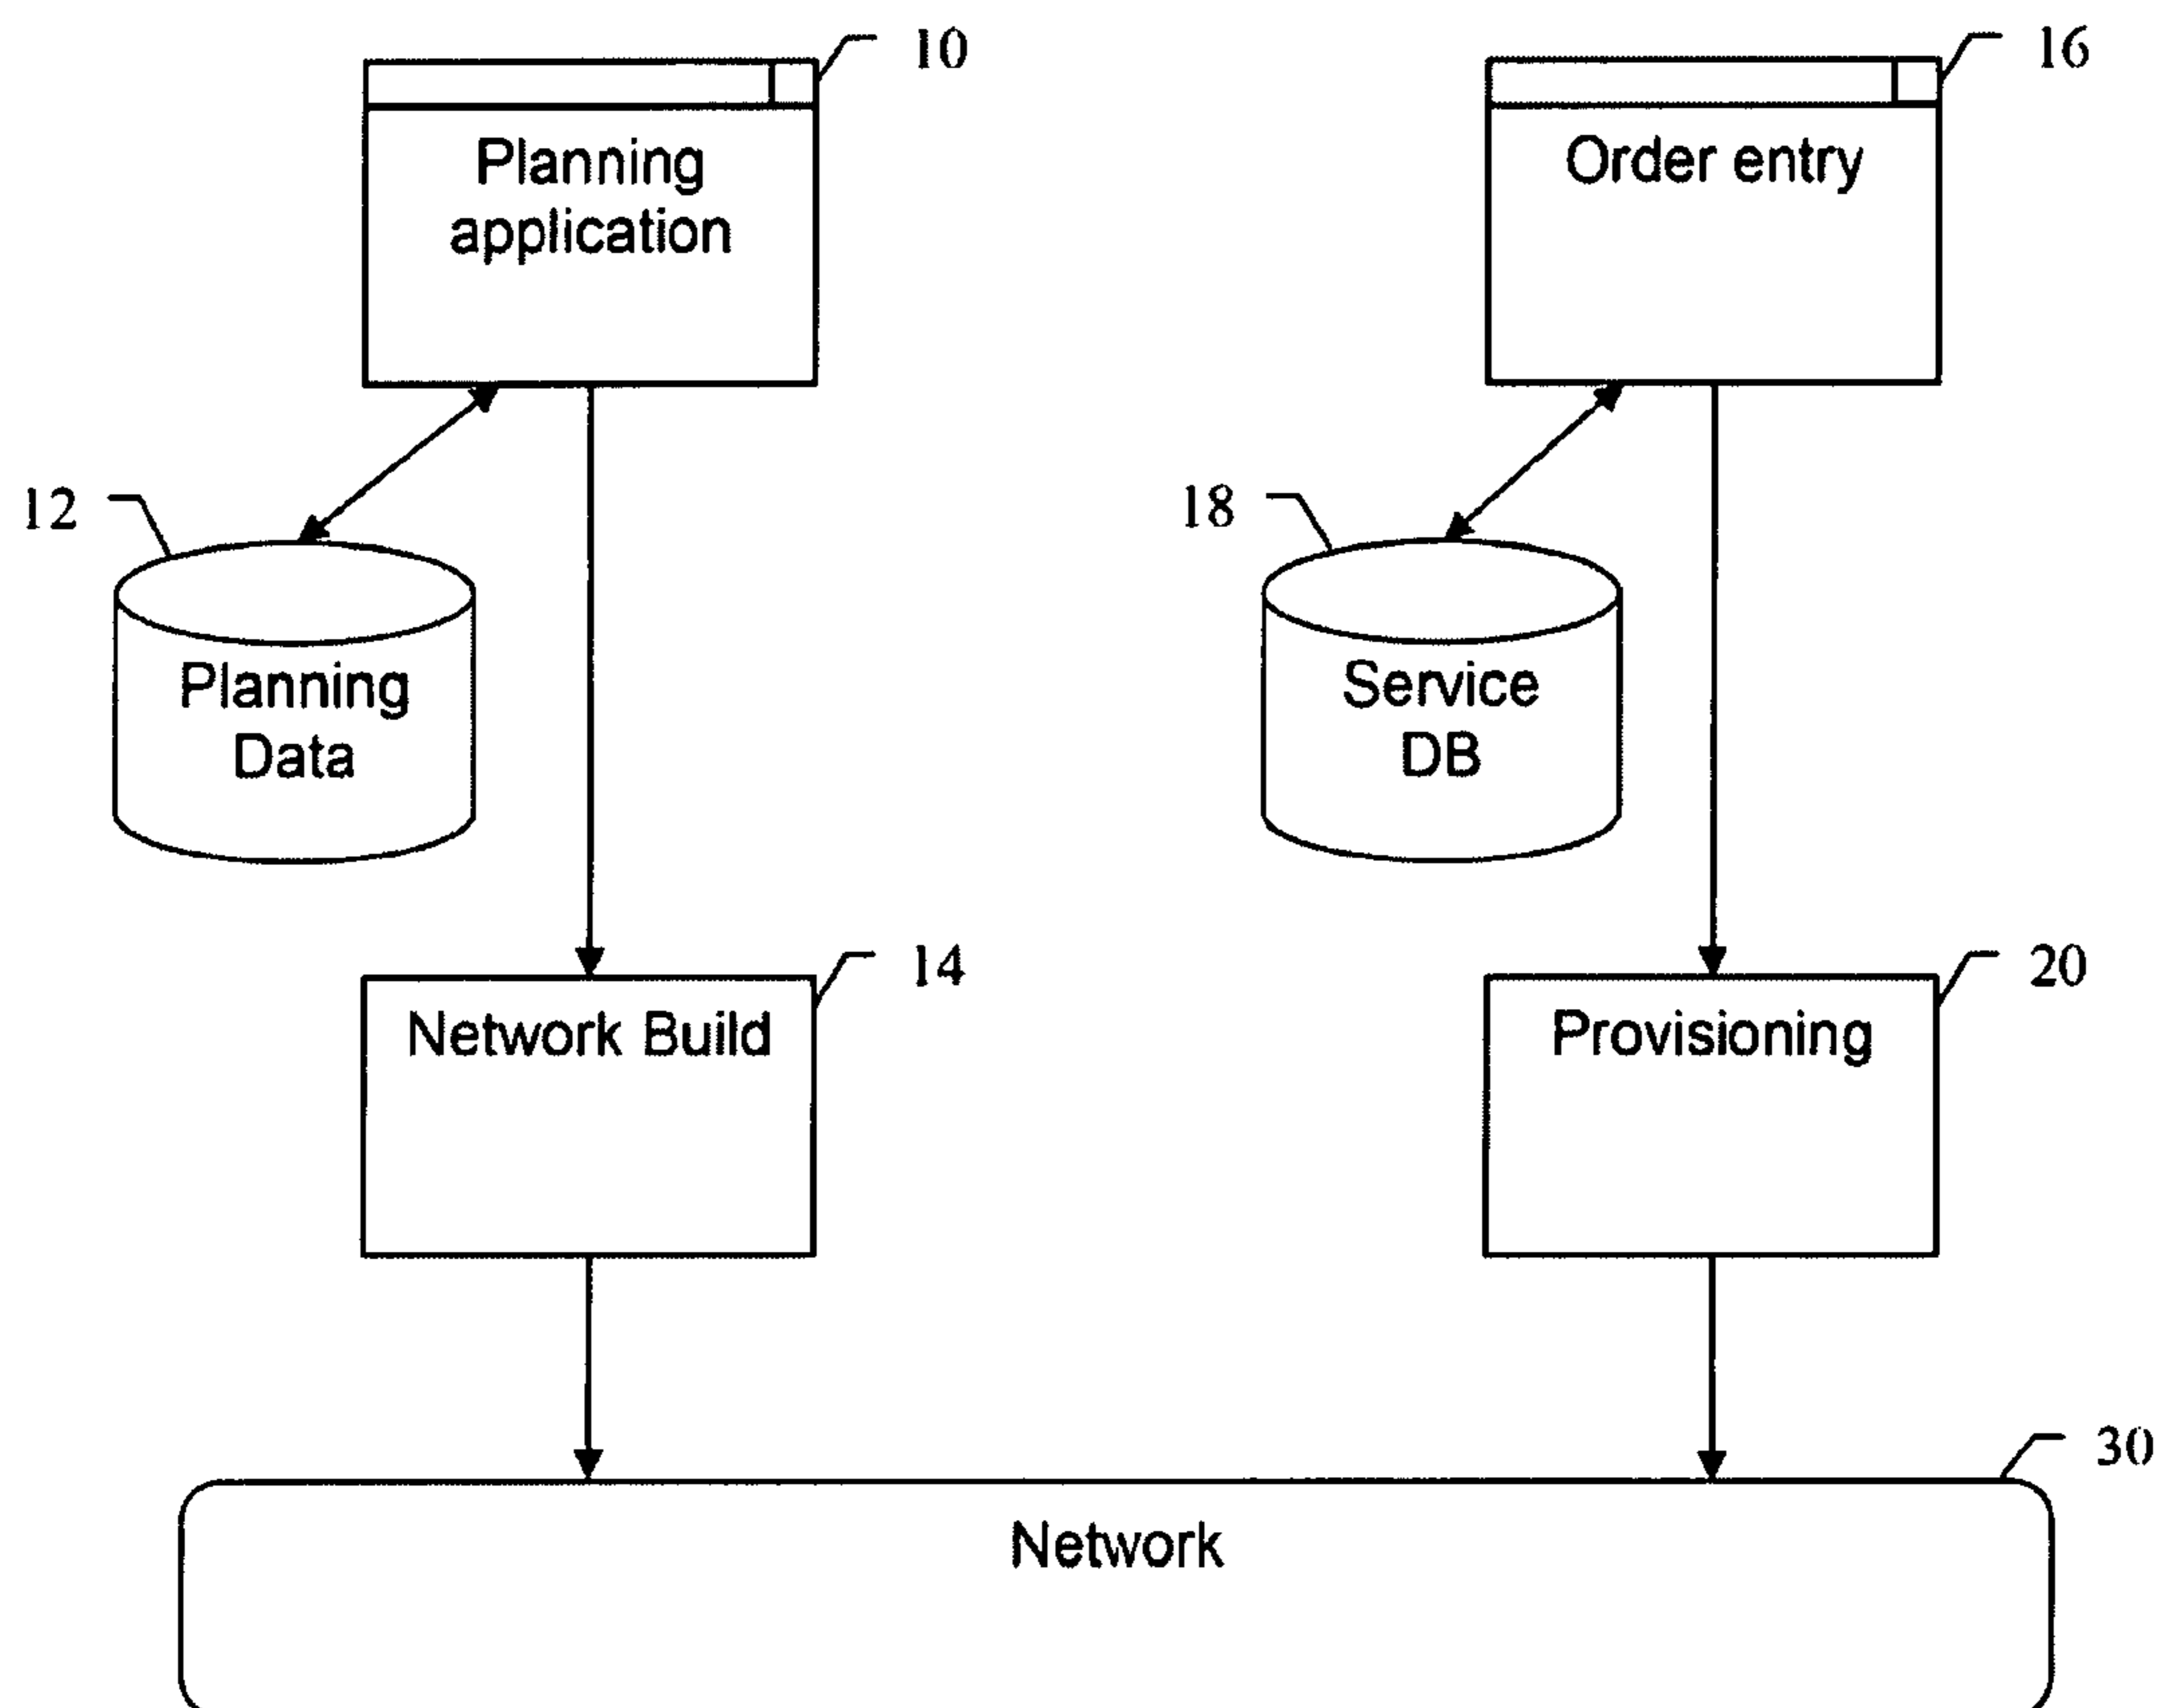 10
16
Planning
application
Order entry
12
18
Planning
Data
Service
DB
14
20
Network Build
Provisioning
30
Network